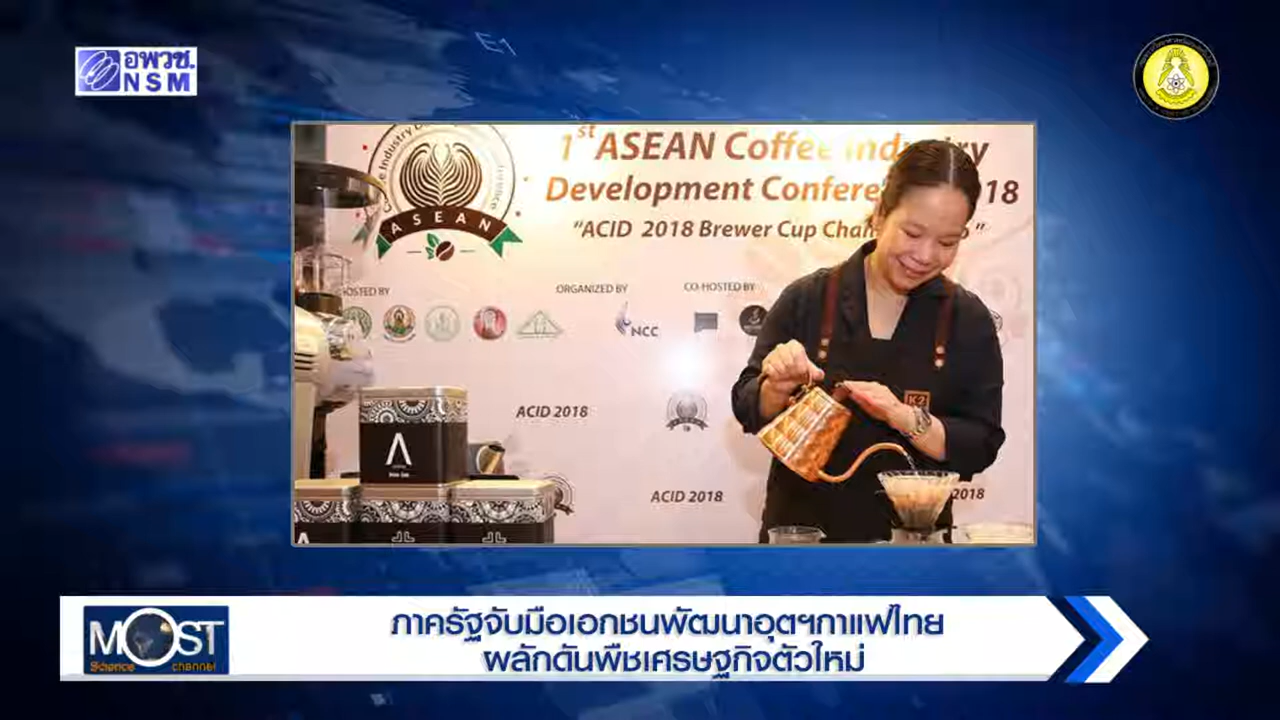 อพวช.
NSM
1st ASEAN Coffee Industry
Development Conference 2018
"ACID 2018 Brewer Cup
ASEAN
HOSTED BY
ORGANIZED BY
CO-HOSTED BY
NCC
K2
ACID 2018
ACID 2018
2018
MOST
Science channel
ภาครัฐจับมือเอกชนพัฒนาอุตฯกาแฟไทย
ผลักดันพืชเศรษฐกิจตัวใหม่